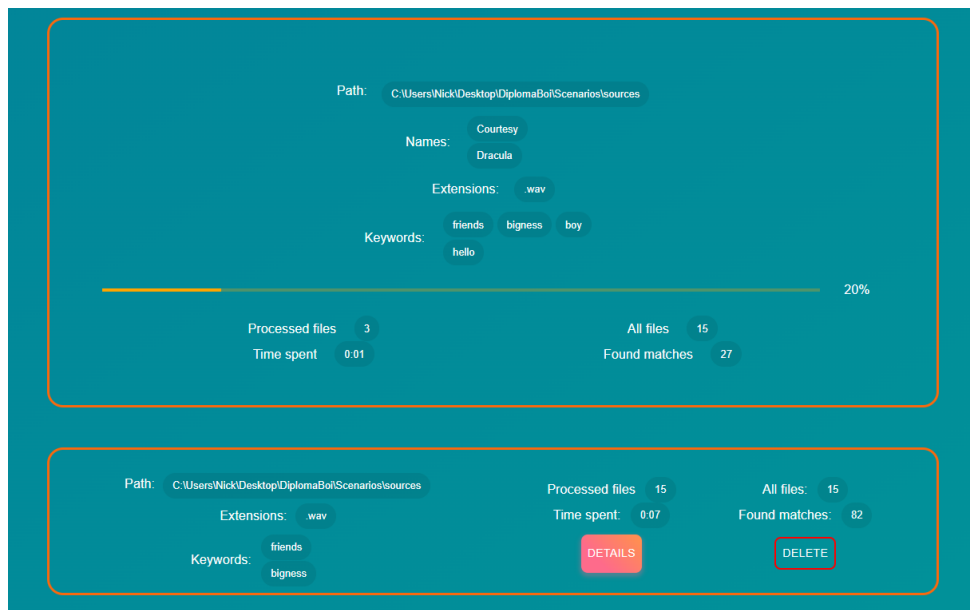 Path: C:\Users\Nick\Desktop\DiplomaBoi\Scenarios\sources
Names: Courtesy
Dracula
Extensions: .wav
Keywords: friends bigness boy
hello
20%
Processed files 3
Time spent 0:01
All files 15
Found matches 27
Path: C:\Users\Nick\Desktop\DiplomaBoi\Scenarios\sources
Extensions: .wav
Keywords: friends
bigness
Processed files 15
Time spent: 0:07
DETAILS
All files: 15
Found matches: 82
DELETE